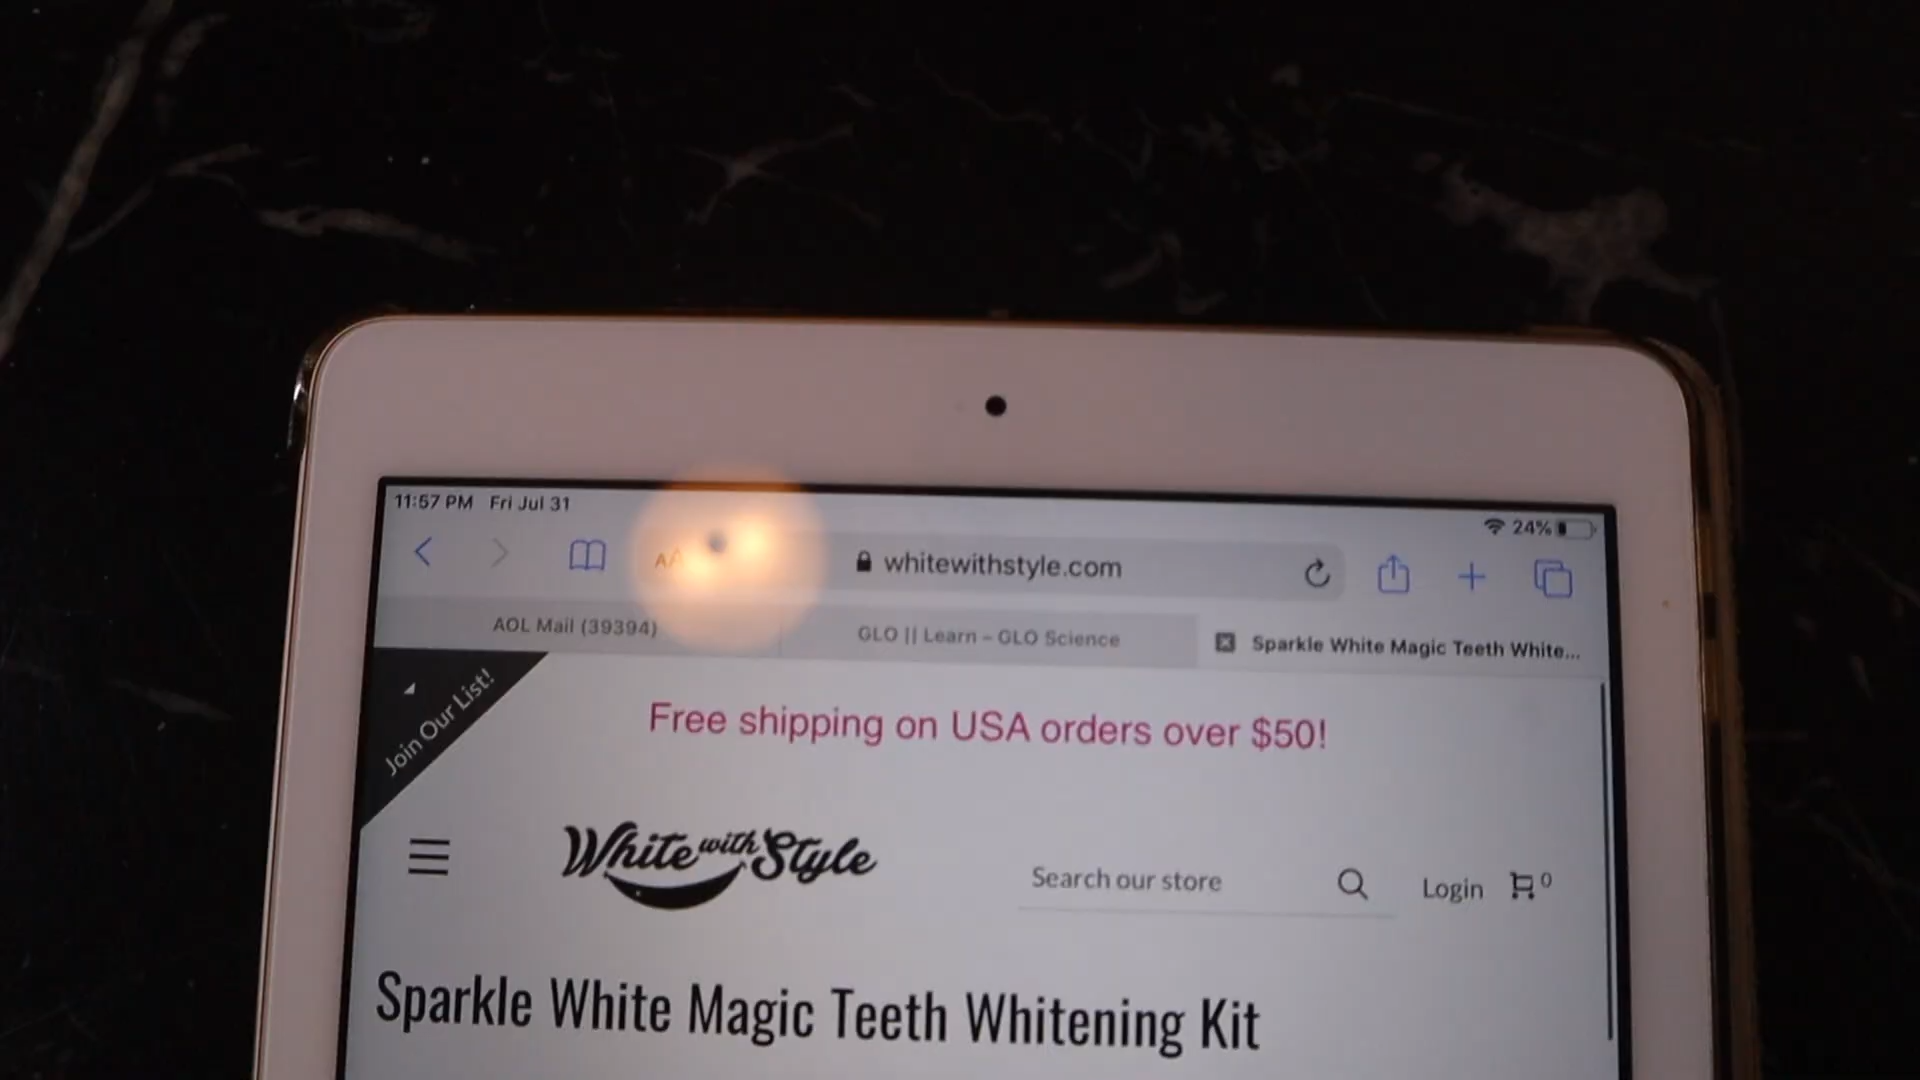 11:57 PM Fri Jul 31
24%
AA
whitewithstyle.com
AOL Mail (39394)
GLO || Learn – GLO Science
Sparkle White Magic Teeth White...
Join Our List!
Free shipping on USA orders over $50!
White with Style
Search our store
Login
0
Sparkle White Magic Teeth Whitening Kit